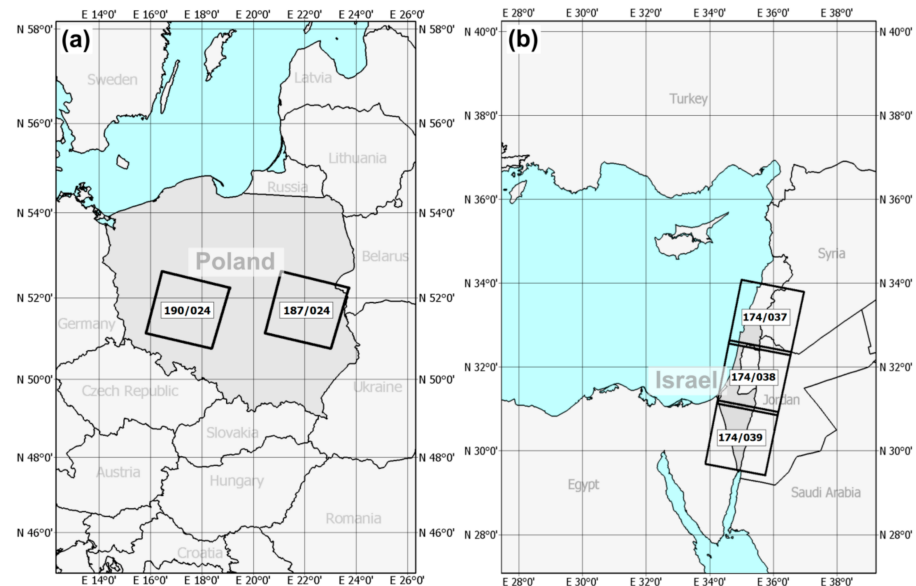 E 14°0' E 16°0' E 18°0' E 20°0' E 22°0' E 24°0' E 26°0'
(a)
N 58°0' N 58°0'
Sweden
Latvia
N 56°0' N 56°0'
Lithuania
Russia
N 54°0' N 54°0'
Poland
Belarus
N 52°0' N 52°0'
190/024 187/024
Germany
N 50°0' N 50°0'
Czech Republic
Ukraine
Slovakia
N 48°0' N 48°0'
Austria
Hungary
Romania
N 46°0' N 46°0'
Croatia
E 14°0' E 16°0' E 18°0' E 20°0' E 22°0' E 24°0' E 26°0'
E 28°0' E 30°0' E 32°0' E 34°0' E 36°0' E 38°0'
(b)
N 40°0' N 40°0'
Turkey
N 38°0' N 38°0'
N 36°0' N 36°0'
Syria
N 34°0' N 34°0'
174/037
N 32°0' N 32°0'
Israel
174/038
Jordan
174/039
N 30°0' N 30°0'
Egypt
Saudi Arabia
N 28°0' N 28°0'
E 28°0' E 30°0' E 32°0' E 34°0' E 36°0' E 38°0'